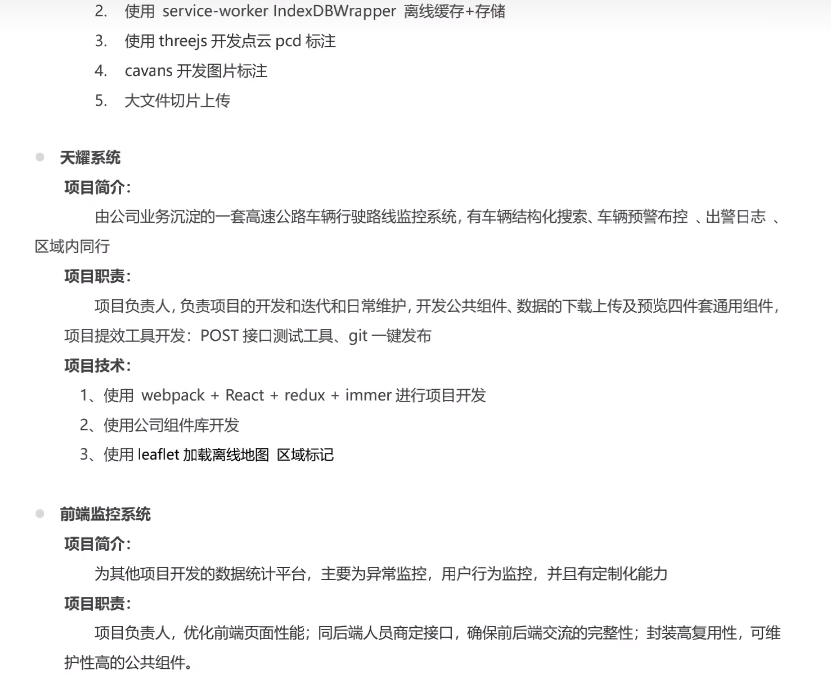 2. 使用 service-worker IndexDBWrapper 离线缓存+存储
3. 使用 threejs 开发点云 pcd 标注
4. cavans 开发图片标注
5. 大文件切片上传
天耀系统
项目简介：
由公司业务沉淀的一套高速公路车辆行驶路线监控系统，有车辆结构化搜索、车辆预警布控 、出警日志 、
区域内同行
项目职责：
项目负责人，负责项目的开发和迭代和日常维护，开发公共组件、数据的下载上传及预览四件套通用组件，
项目提效工具开发：POST 接口测试工具、git 一键发布
项目技术：
1、使用 webpack + React + redux + immer 进行项目开发
2、使用公司组件库开发
3、使用 leaflet 加载离线地图 区域标记
前端监控系统
项目简介：
为其他项目开发的数据统计平台，主要为异常监控，用户行为监控，并且有定制化能力
项目职责：
项目负责人，优化前端页面性能；同后端人员商定接口，确保前后端交流的完整性；封装高复用性，可维
护性高的公共组件。